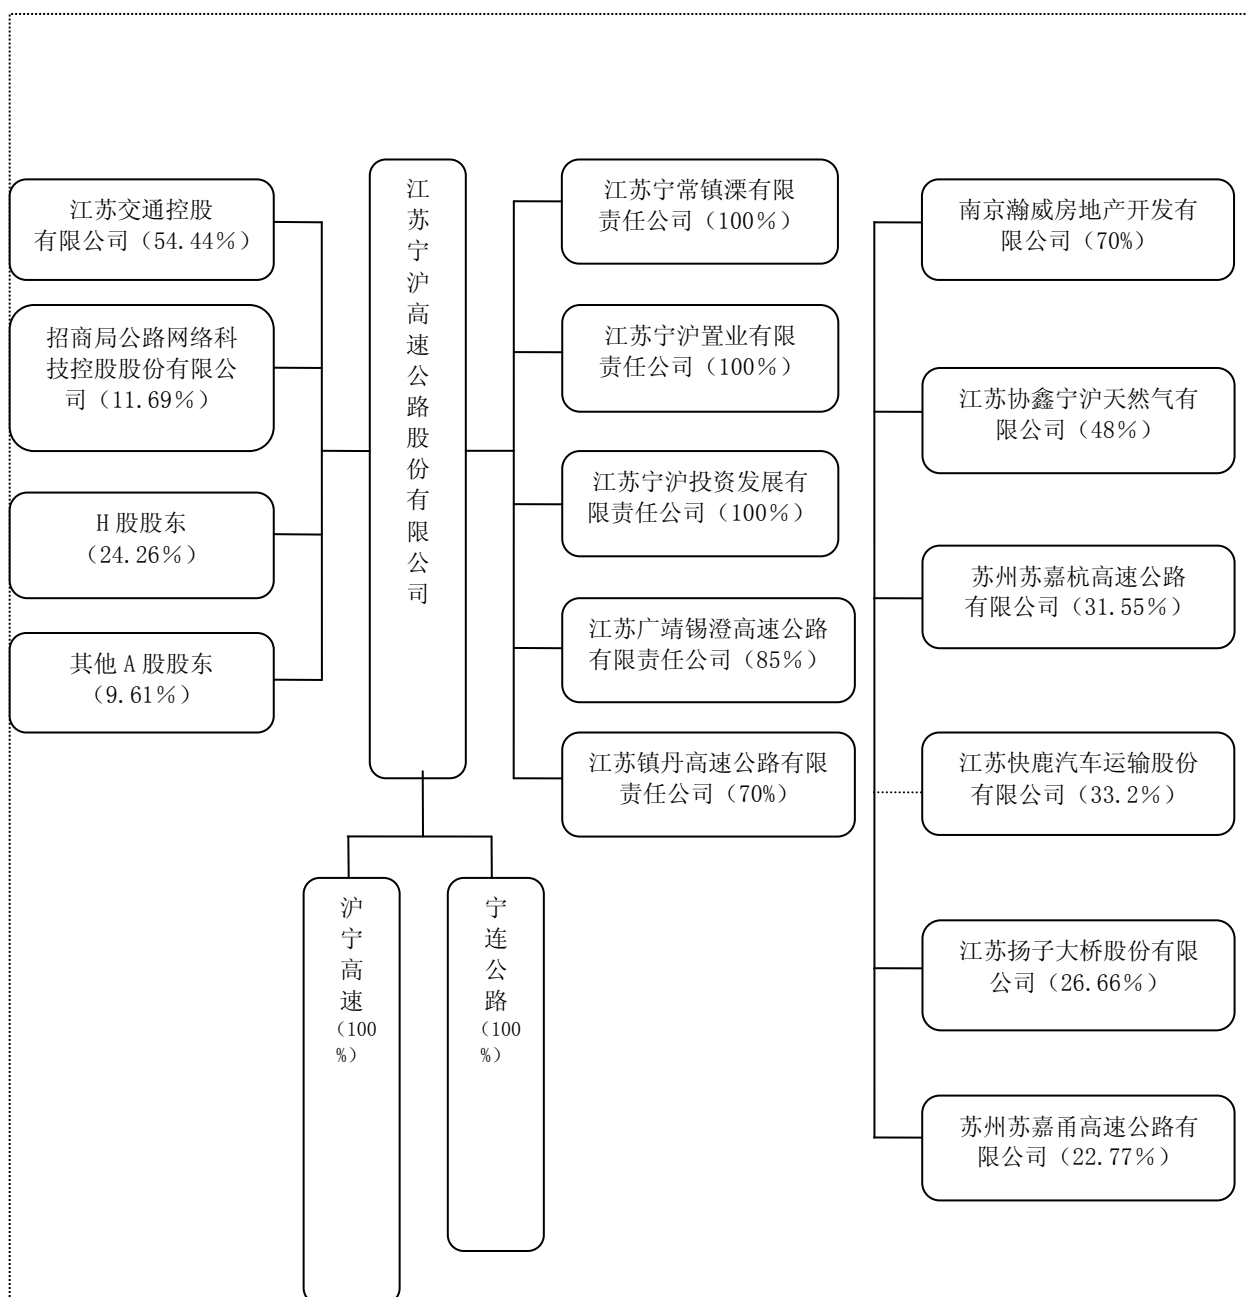 江苏交通控股
有限公司（54.44％）
招商局公路网络科
技控股股份有限公
司（11.69％）
H 股股东
（24.26％）
其他 A 股股东
（9.61％）
江苏宁沪高速公路股份有限公司
江苏宁常镇溧有限
责任公司（100％）
江苏宁沪置业有限
责任公司（100％）
江苏宁沪投资发展有
限责任公司（100％）
江苏广靖锡澄高速公路
有限责任公司（85％）
江苏镇丹高速公路有限
责任公司（70%）
南京瀚威房地产开发有
限公司（70%）
江苏协鑫宁沪天然气有
限公司（48％）
苏州苏嘉杭高速公路
有限公司（31.55％）
江苏快鹿汽车运输股份
有限公司（33.2％）
江苏扬子大桥股份有限
公司（26.66％）
苏州苏嘉甬高速公路有
限公司（22.77％）
沪宁高速
（100
%）
宁连公路
（100
%）